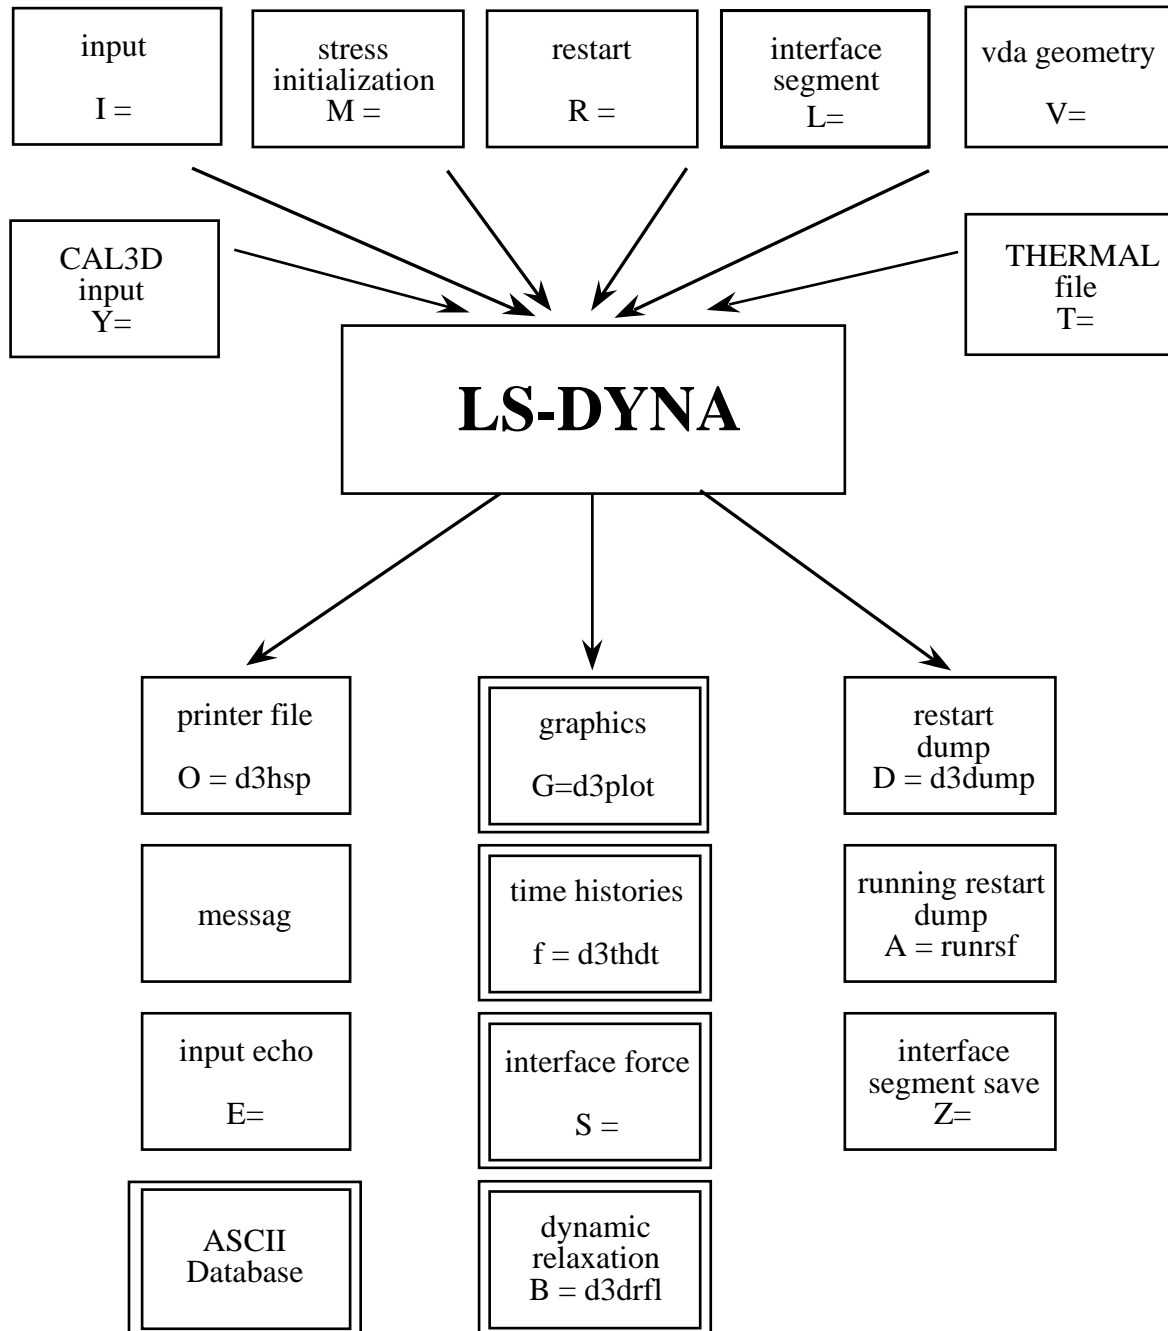 input
I =
stress
initialization
M =
restart
R =
interface
segment
L=
vda geometry
V=
CAL3D
input
Y=
THERMAL
file
T=
LS-DYNA
printer file
O = d3hsp
graphics
G=d3plot
restart
dump
D = d3dump
messag
time histories
f = d3thdt
running restart
dump
A = runrsf
input echo
E=
interface force
S =
interface
segment save
Z=
ASCII
Database
dynamic
relaxation
B = d3drfl